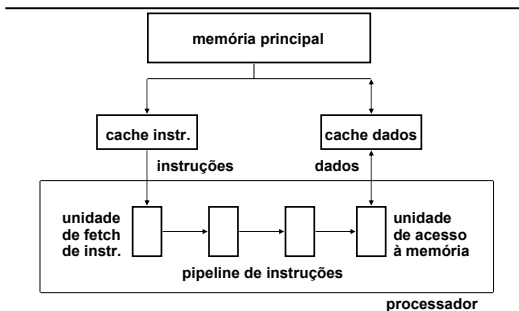 memória principal
cache instr.
cache dados
instruções
dados
unidade
de fetch
de instr.
unidade
de acesso
à memória
pipeline de instruções
processador